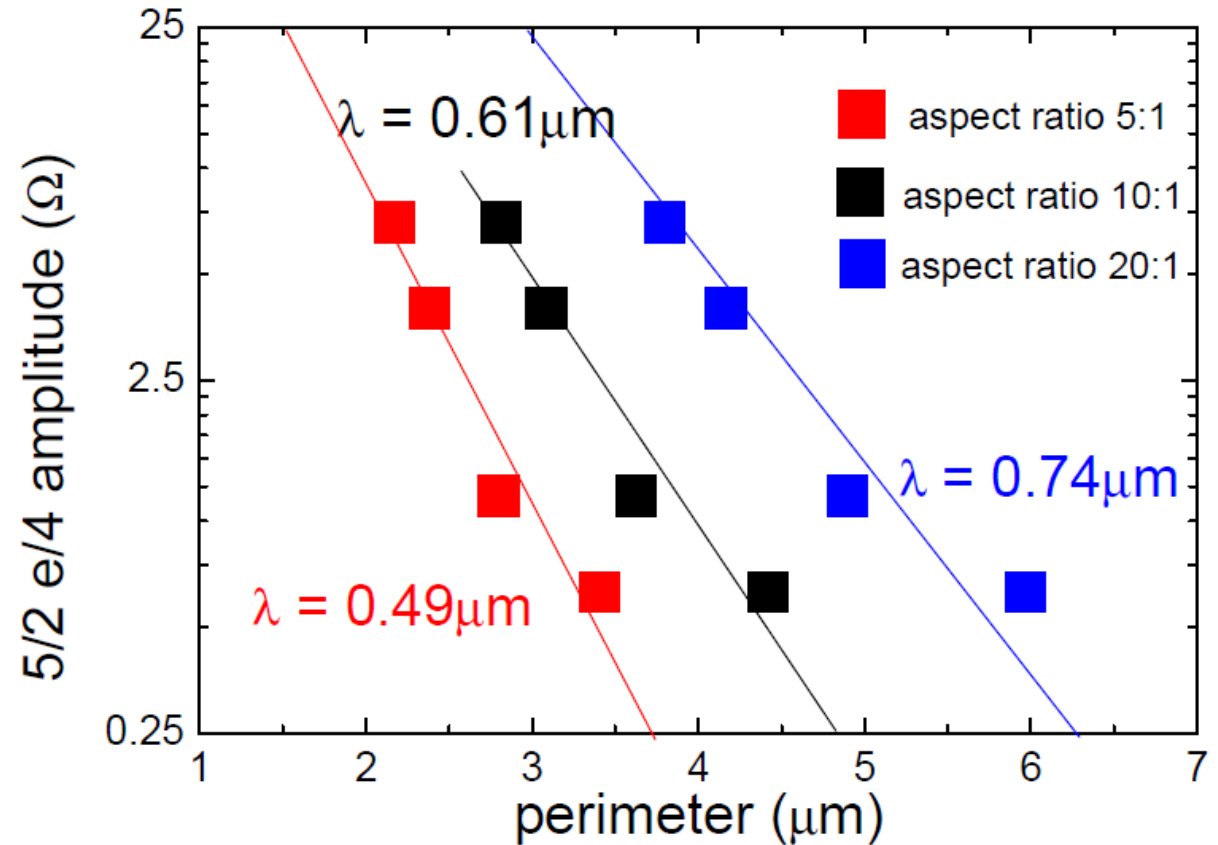 25
λ = 0.61μm
aspect ratio 5:1
aspect ratio 10:1
aspect ratio 20:1
5/2 e/4 amplitude (Ω)
2.5
λ = 0.74μm
λ = 0.49μm
0.25
1 2 3 4 5 6 7
perimeter (μm)